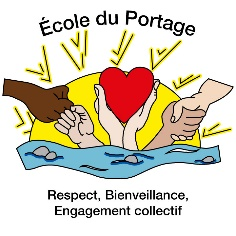 École du Portage
Respect, Bienveillance,
Engagement collectif